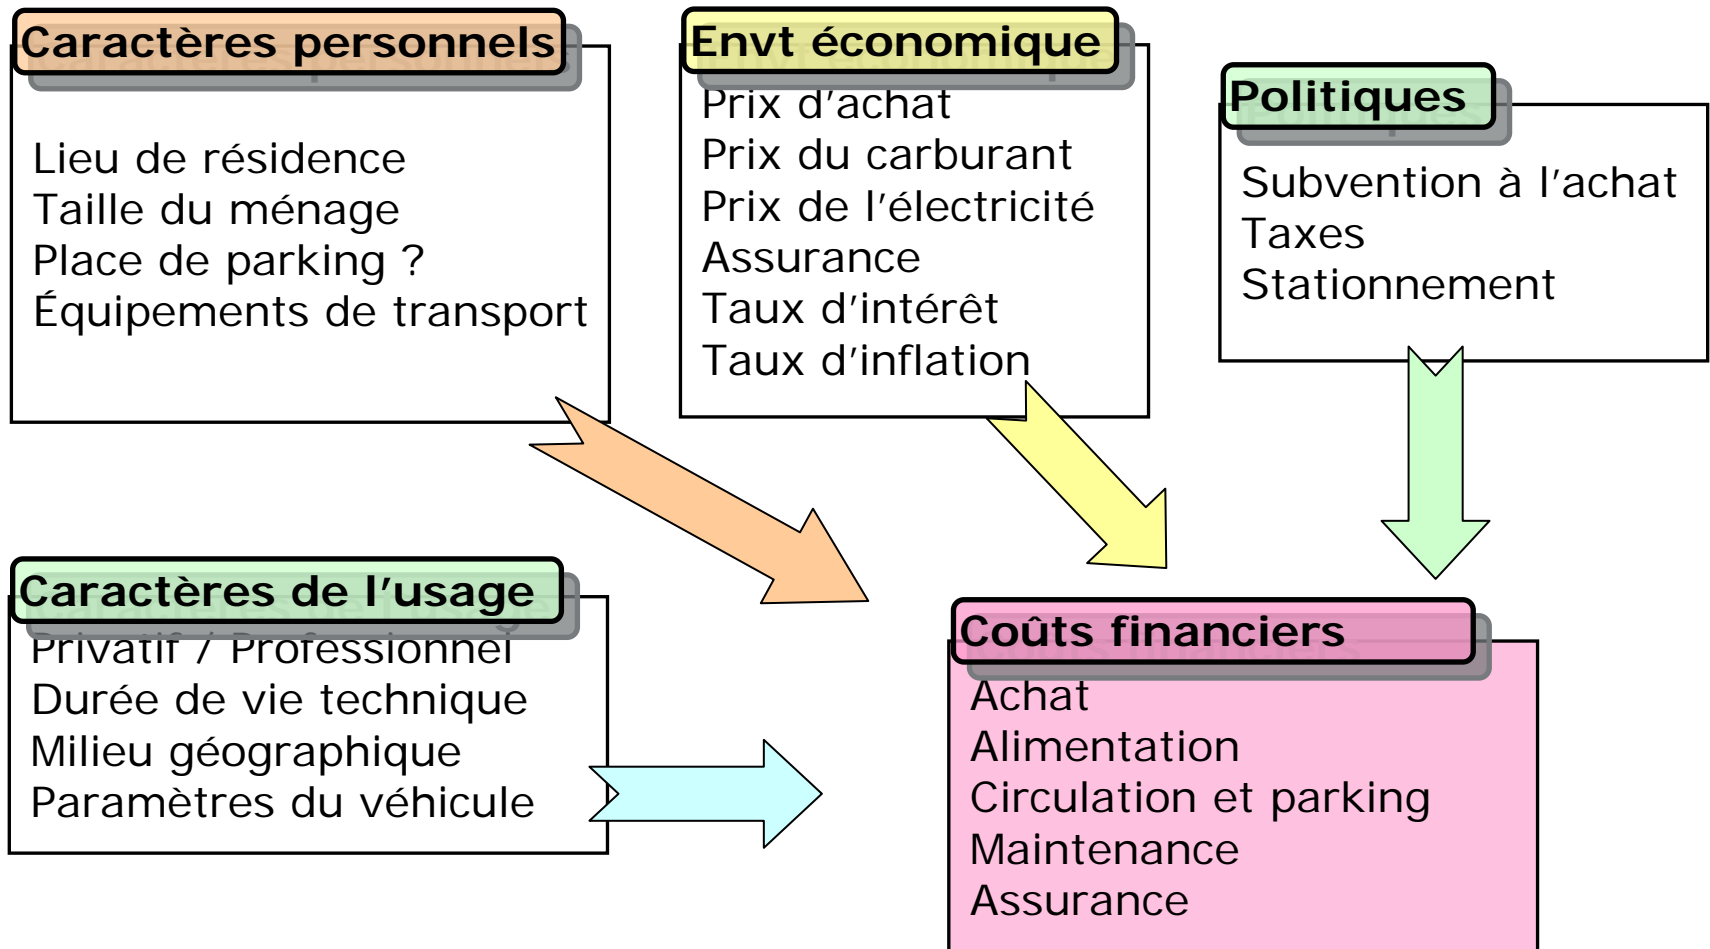 Caractères personnels
Lieu de résidence
Taille du ménage
Place de parking ?
Équipements de transport
Envt économique
Prix d'achat
Prix du carburant
Prix de l'électricité
Assurance
Taux d'intérêt
Taux d'inflation
Politiques
Subvention à l'achat
Taxes
Stationnement
Caractères de l'usage
Privatif / Professionnel
Durée de vie technique
Milieu géographique
Paramètres du véhicule
Coûts financiers
Achat
Alimentation
Circulation et parking
Maintenance
Assurance